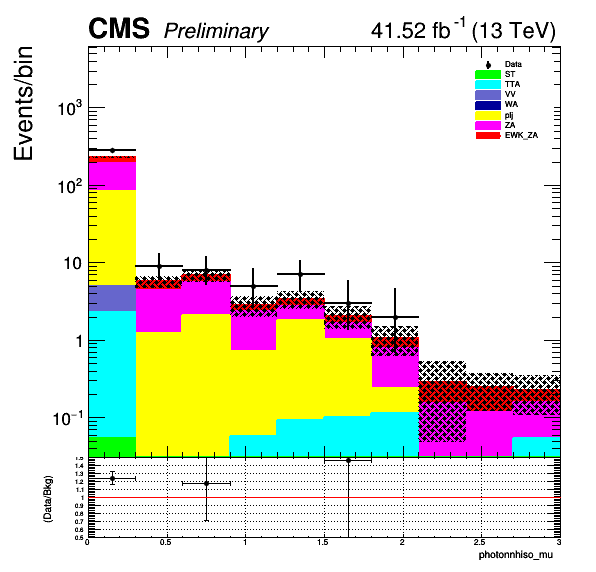 CMS Preliminary 41.52 fb⁻¹ (13 TeV)
Events/bin
10³
10²
10
1
10⁻¹
Data
ST
TTA
VV
WA
plj
ZA
EWK_ZA
(Data/Bkg)
1.5
1.4
1.3
1.2
1.1
1
0.9
0.8
0.7
0.6
0.5
0 0.5 1 1.5 2 2.5 3
photonnhiso_mu